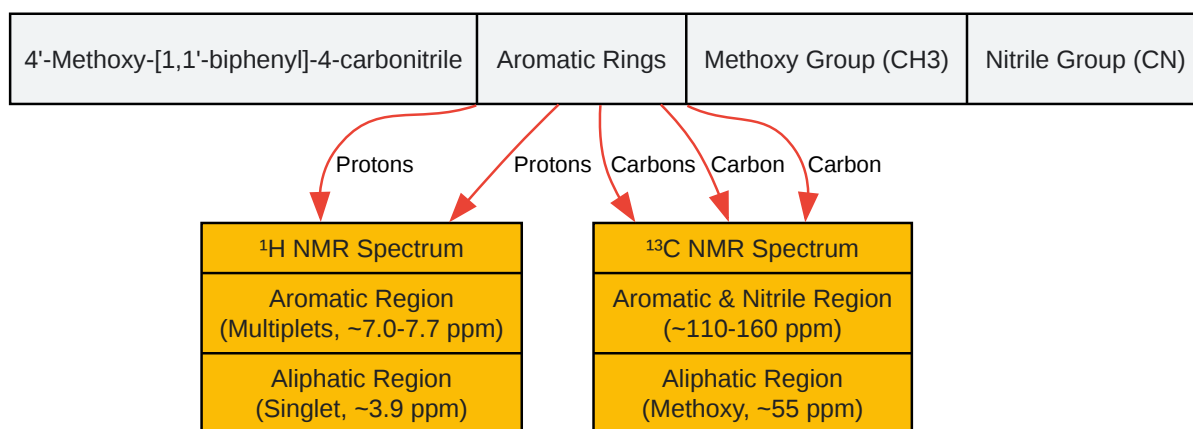 4'-Methoxy-[1,1'-biphenyl]-4-carbonitrile
Aromatic Rings
Methoxy Group (CH3)
Nitrile Group (CN)
Protons
Protons
Carbons
Carbon
Carbon
¹H NMR Spectrum
Aromatic Region
(Multiplets, ~7.0-7.7 ppm)
Aliphatic Region
(Singlet, ~3.9 ppm)
¹³C NMR Spectrum
Aromatic & Nitrile Region
(~110-160 ppm)
Aliphatic Region
(Methoxy, ~55 ppm)